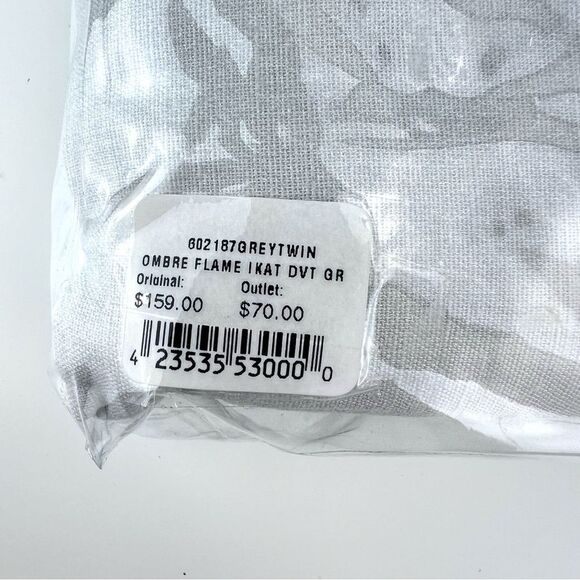 602187GREYTWIN
OMBRE FLAME IKAT DVT GR
Original: Outlet:
$159.00 $70.00
4 23535 53000 0